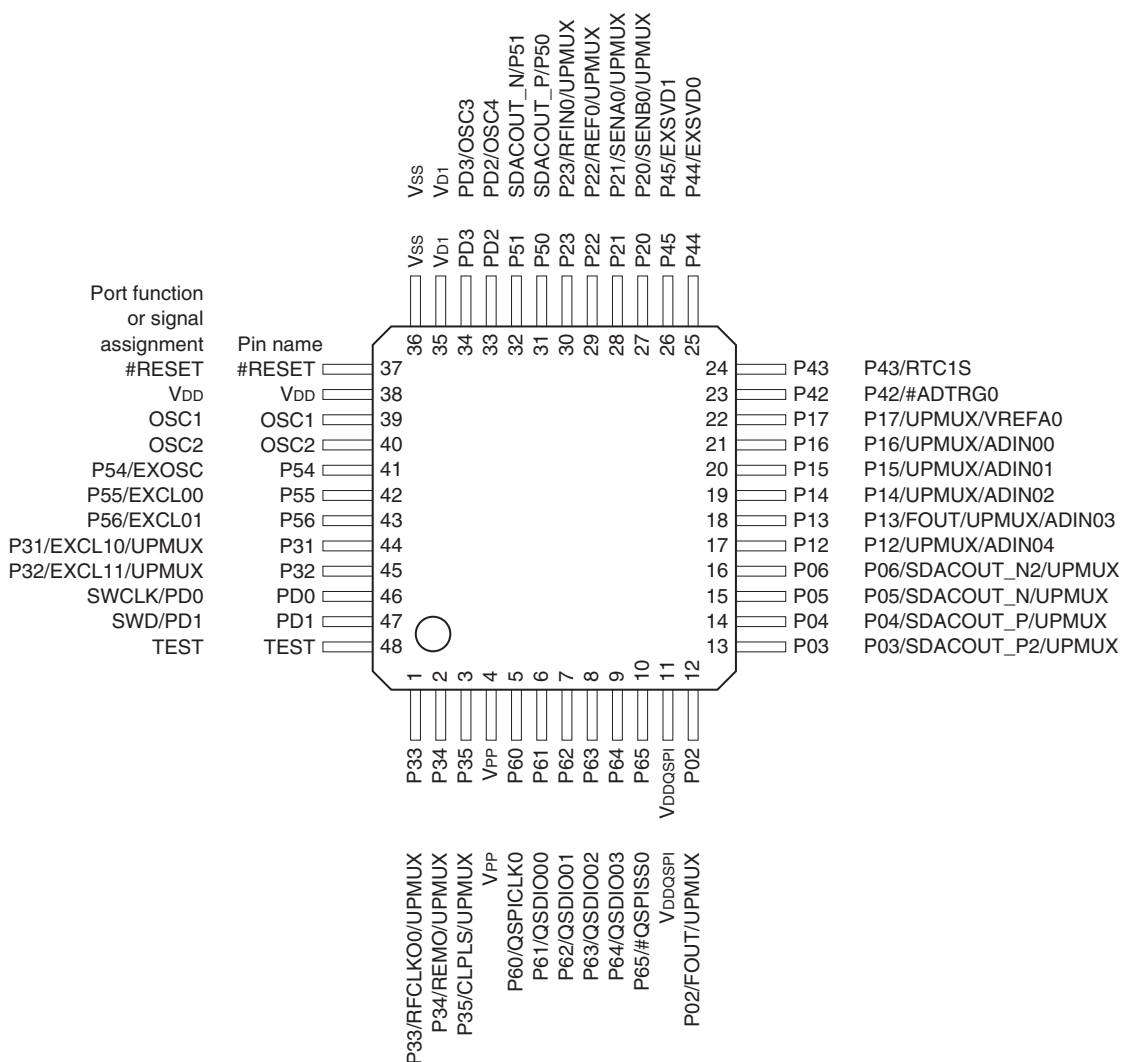 VSS
VD1
PD3/OSC3
PD2/OSC4
SDACOUT_N/P51
SDACOUT_P/P50
P23/RFIN0/UPMUX
P22/REF0/UPMUX
P21/SENA0/UPMUX
P20/SENB0/UPMUX
P45/EXSVD1
P44/EXSVD0
VSS
VD1
PD3
PD2
P51
P50
P23
P22
P21
P20
P45
P44
36
35
34
33
32
31
30
29
28
27
26
25
Port function
or signal
assignment
Pin name
#RESET #RESET 37
VDD VDD 38
OSC1 OSC1 39
OSC2 OSC2 40
P54/EXOSC P54 41
P55/EXCL00 P55 42
P56/EXCL01 P56 43
P31/EXCL10/UPMUX P31 44
P32/EXCL11/UPMUX P32 45
SWCLK/PD0 PD0 46
SWD/PD1 PD1 47
TEST TEST 48
24 P43 P43/RTC1S
23 P42 P42/#ADTRG0
22 P17 P17/UPMUX/VREFA0
21 P16 P16/UPMUX/ADIN00
20 P15 P15/UPMUX/ADIN01
19 P14 P14/UPMUX/ADIN02
18 P13 P13/FOUT/UPMUX/ADIN03
17 P12 P12/UPMUX/ADIN04
16 P06 P06/SDACOUT_N2/UPMUX
15 P05 P05/SDACOUT_N/UPMUX
14 P04 P04/SDACOUT_P/UPMUX
13 P03 P03/SDACOUT_P2/UPMUX
1
2
3
4
5
6
7
8
9
10
11
12
P33
P34
P35
VPP
P60
P61
P62
P63
P64
P65
VDDQSPI
P02
P33/RFCLKO0/UPMUX
P34/REMO/UPMUX
P35/CLPLS/UPMUX
VPP
P60/QSPICLK0
P61/QSDIO00
P62/QSDIO01
P63/QSDIO02
P64/QSDIO03
P65/#QSPISS0
VDDQSPI
P02/FOUT/UPMUX